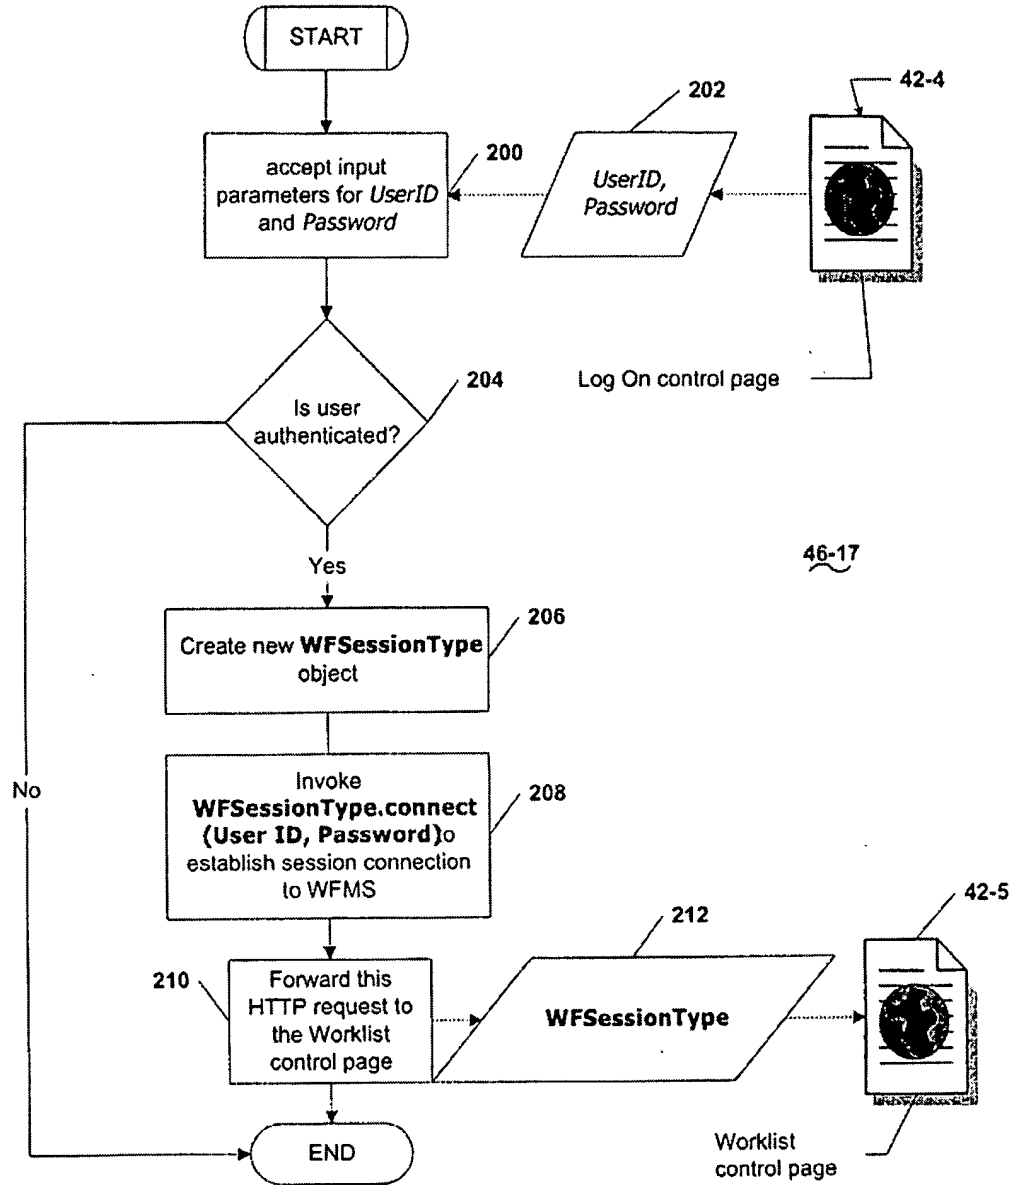 START
42-4
202
200
accept input
parameters for UserID
and Password
UserID,
Password
Log On control page
204
Is user
authenticated?
46-17
Yes
206
Create new WFSessionType
object
No
208
Invoke
WFSessionType.connect
(User ID, Password)o
establish session connection
to WFMS
42-5
212
210
Forward this
HTTP request to
the Worklist
control page
WFSessionType
END
Worklist
control page